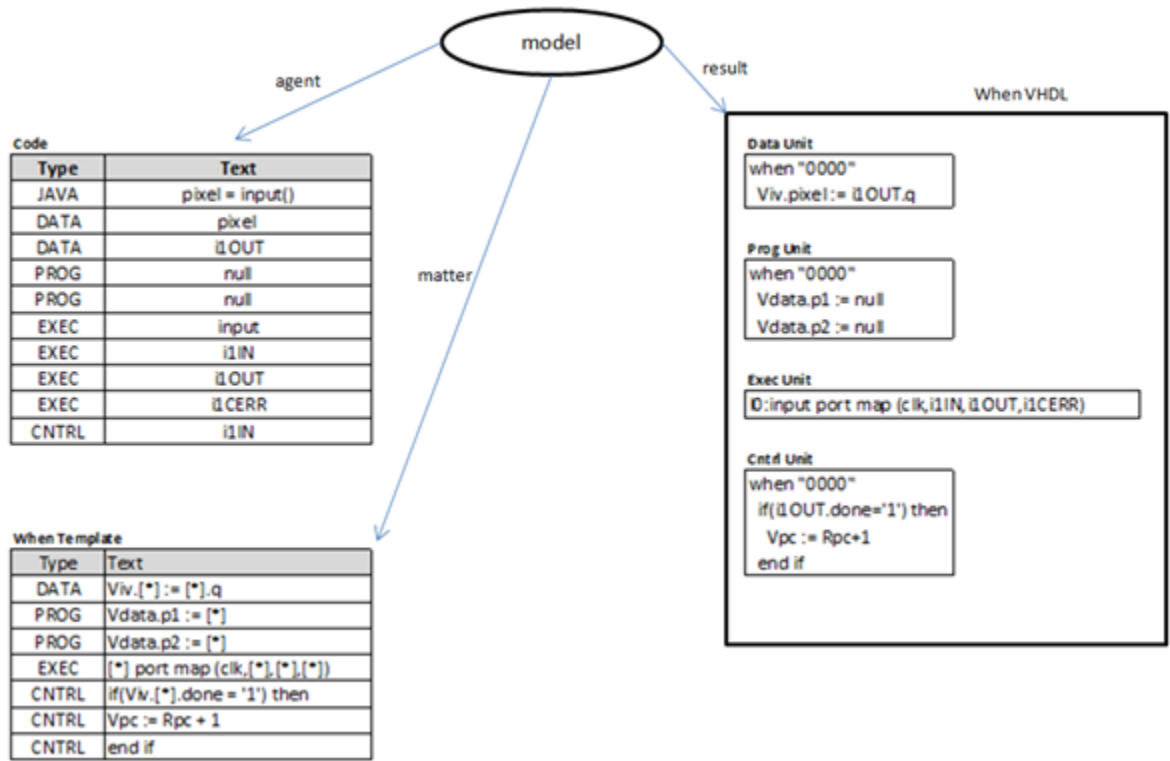 model
agent
result
matter
Code
Type Text
JAVA pixel = input()
DATA pixel
DATA i1OUT
PROG null
PROG null
EXEC input
EXEC i1IN
EXEC i1OUT
EXEC i1CERR
CNTRL i1IN
When Template
Type Text
DATA Viv.[*] := [*].q
PROG Vdata.p1 := [*]
PROG Vdata.p2 := [*]
EXEC [*] port map (clk,[*],[*],[*])
CNTRL if(Viv.[*].done = '1') then
CNTRL Vpc := Rpc + 1
CNTRL end if
When VHDL
Data Unit
when "0000"
Viv.pixel := i1OUT.q
Prog Unit
when "0000"
Vdata.p1 := null
Vdata.p2 := null
Exec Unit
I0:input port map (clk,i1IN,i1OUT,i1CERR)
Cntrl Unit
when "0000"
if(i1OUT.done='1') then
Vpc := Rpc+1
end if